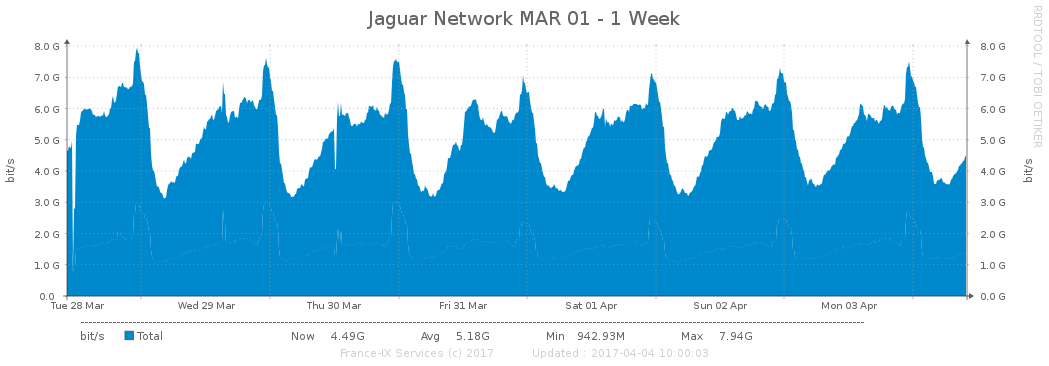 Jaguar Network MAR 01 - 1 Week
RRDTOOL / TOBI OETIKER
bit/s
bit/s
8.0 G 8.0 G
7.0 G 7.0 G
6.0 G 6.0 G
5.0 G 5.0 G
4.0 G 4.0 G
3.0 G 3.0 G
2.0 G 2.0 G
1.0 G 1.0 G
0.0 0.0 G
Tue 28 Mar Wed 29 Mar Thu 30 Mar Fri 31 Mar Sat 01 Apr Sun 02 Apr Mon 03 Apr
bit/s Total Now 4.49G Avg 5.18G Min 942.93M Max 7.94G
France-IX Services (c) 2017 Updated : 2017-04-04 10:00:03